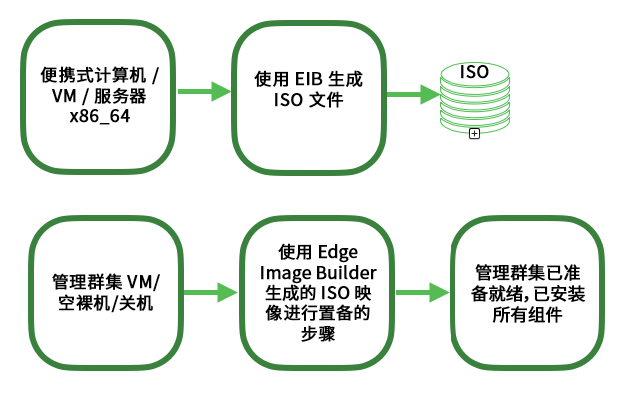 便携式计算机 /
VM / 服务器
x86_64
使用 EIB 生成
ISO 文件
ISO
管理群集 VM/
空裸机/关机
使用 Edge
Image Builder
生成的 ISO 映
像进行置备的
步骤
管理群集已准
备就绪，已安装
所有组件